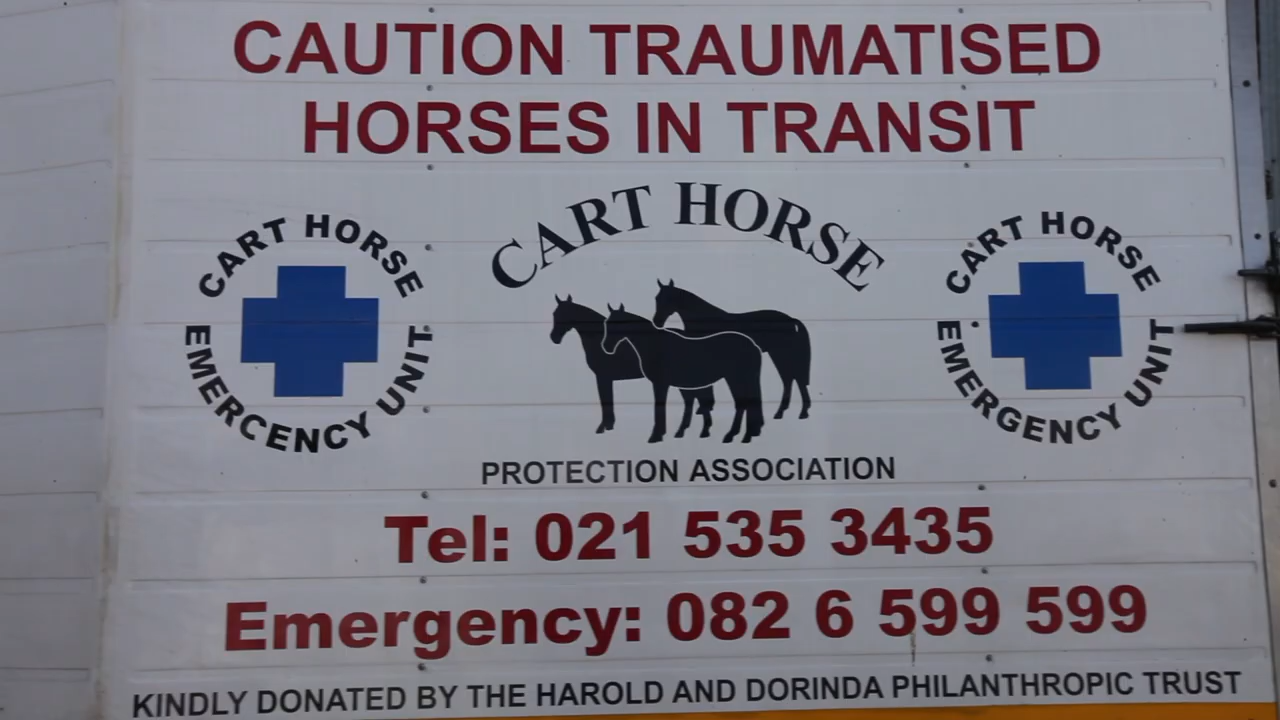 CAUTION TRAUMATISED
HORSES IN TRANSIT
CART HORSE
EMERCENCY UNIT
CART HORSE
PROTECTION ASSOCIATION
CART HORSE
EMERGENCY UNIT
Tel: 021 535 3435
Emergency: 082 6 599 599
KINDLY DONATED BY THE HAROLD AND DORINDA PHILANTHROPIC TRUST